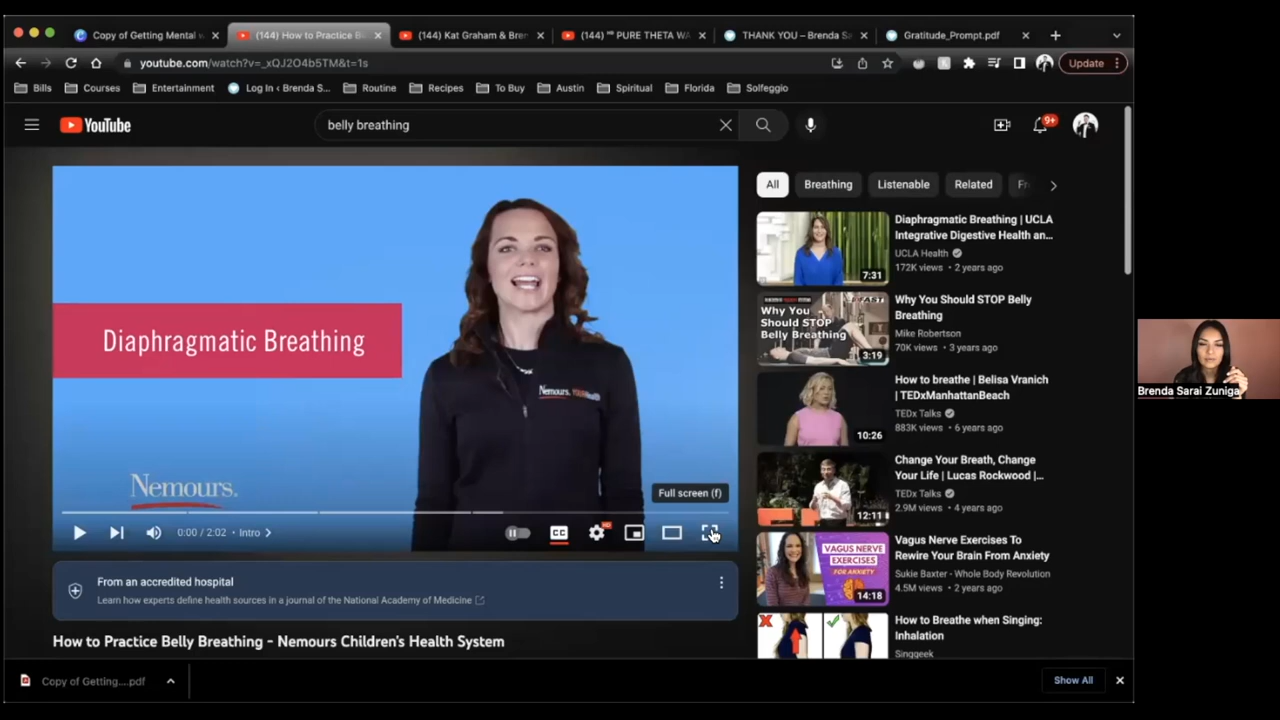 Copy of Getting Mental
(144) How to Practice B
(144) Kat Graham & Bre
(144) ᴴᴰ PURE THETA WA
THANK YOU – Brenda Sa
Gratitude_Prompt.pdf
youtube.com/watch?v=_xQJ2O4b5TM&t=1s
Update
Bills
Courses
Entertainment
Log In ‹ Brenda S...
Routine
Recipes
To Buy
Austin
Spiritual
Florida
Solfeggio
YouTube
belly breathing
9+
Diaphragmatic Breathing
Nemours.
Nemours.
Full screen (f)
0:00 / 2:02 • Intro
CC
HD
From an accredited hospital
Learn how experts define health sources in a journal of the National Academy of Medicine
How to Practice Belly Breathing - Nemours Children's Health System
All
Breathing
Listenable
Related
Fr
7:31
Diaphragmatic Breathing | UCLA
Integrative Digestive Health an...
UCLA Health
172K views • 2 years ago
Why You
Should STOP
Belly
Breathing
3:19
Why You Should STOP Belly
Breathing
Mike Robertson
70K views • 3 years ago
10:26
How to breathe | Belisa Vranich
| TEDxManhattanBeach
TEDx Talks
883K views • 6 years ago
12:11
Change Your Breath, Change
Your Life | Lucas Rockwood |...
TEDx Talks
2.9M views • 4 years ago
VAGUS NERVE
EXERCISES
FOR ANXIETY
14:18
Vagus Nerve Exercises To
Rewire Your Brain From Anxiety
Sukie Baxter - Whole Body Revolution
4.5M views • 2 years ago
How to Breathe when Singing:
Inhalation
Singgeek
Brenda Sarai Zuniga
Copy of Getting....pdf
Show All